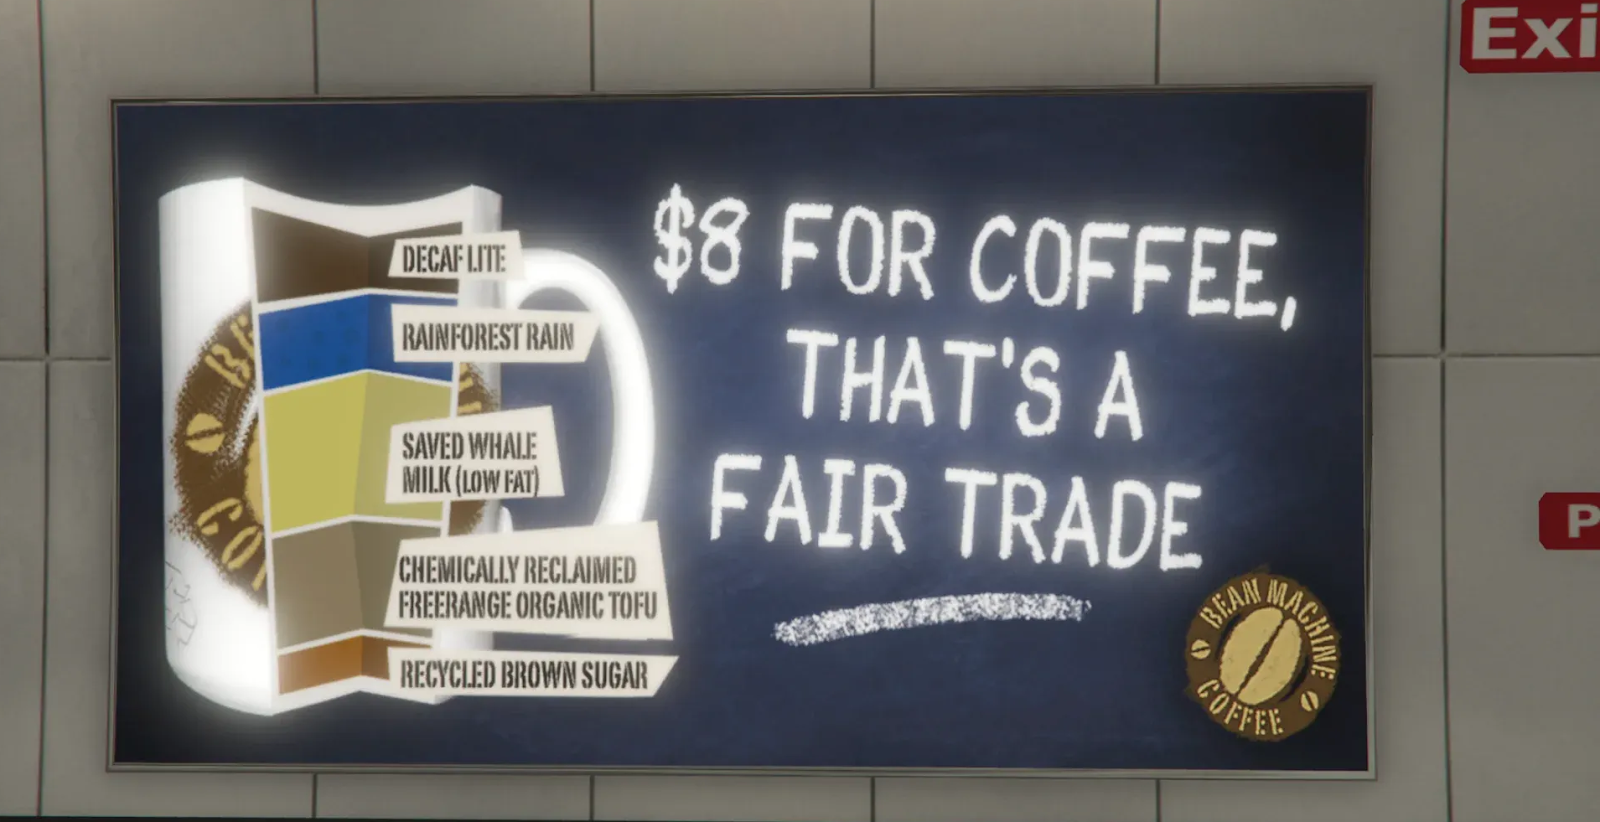 Exi
DECAF LITE
RAINFOREST RAIN
SAVED WHALE
MILK (LOW FAT)
CHEMICALLY RECLAIMED
FREERANGE ORGANIC TOFU
RECYCLED BROWN SUGAR
$8 FOR COFFEE,
THAT'S A
FAIR TRADE
BEAN MACHINE
COFFEE
P